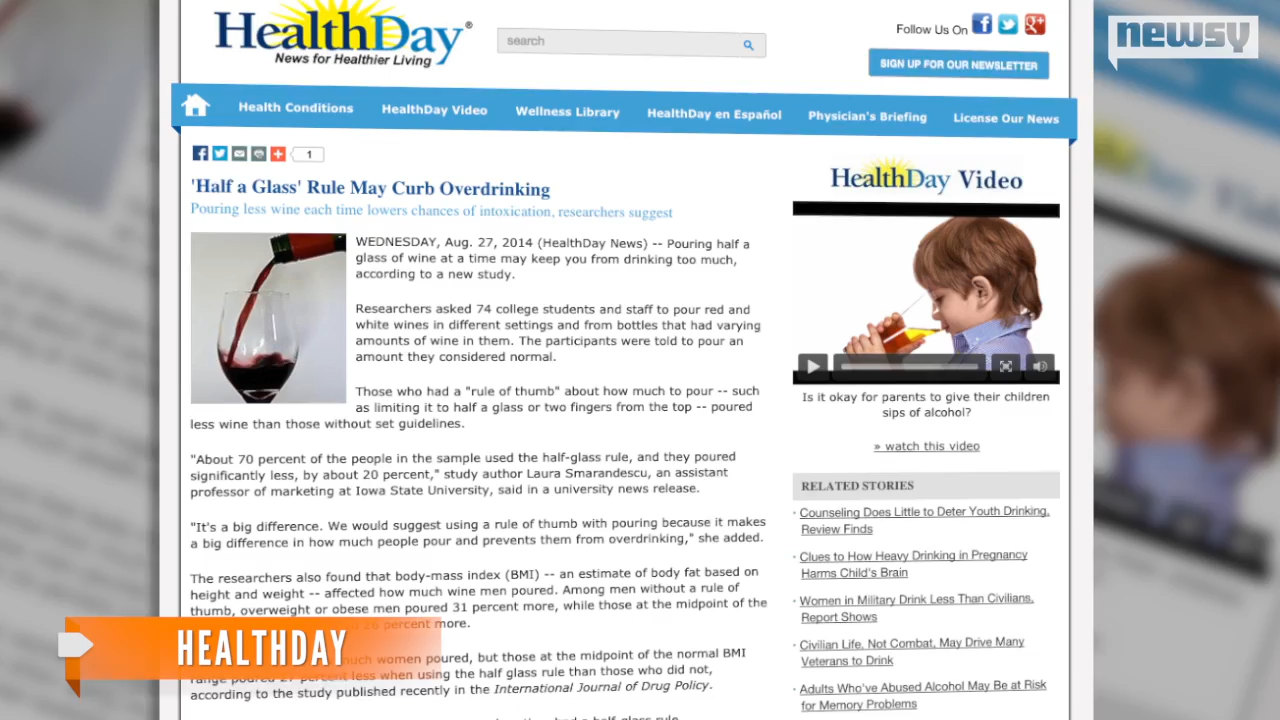 newsy
HealthDay®
News for Healthier Living
search
Follow Us On
SIGN UP FOR OUR NEWSLETTER
Health Conditions
HealthDay Video
Wellness Library
HealthDay en Español
Physician's Briefing
License Our News
1
'Half a Glass' Rule May Curb Overdrinking
Pouring less wine each time lowers chances of intoxication, researchers suggest
WEDNESDAY, Aug. 27, 2014 (HealthDay News) -- Pouring half a
glass of wine at a time may keep you from drinking too much,
according to a new study.
Researchers asked 74 college students and staff to pour red and
white wines in different settings and from bottles that had varying
amounts of wine in them. The participants were told to pour an
amount they considered normal.
Those who had a "rule of thumb" about how much to pour -- such
as limiting it to half a glass or two fingers from the top -- poured
less wine than those without set guidelines.
"About 70 percent of the people in the sample used the half-glass rule, and they poured
significantly less, by about 20 percent," study author Laura Smarandescu, an assistant
professor of marketing at Iowa State University, said in a university news release.
"It's a big difference. We would suggest using a rule of thumb with pouring because it makes
a big difference in how much people pour and prevents them from overdrinking," she added.
The researchers also found that body-mass index (BMI) -- an estimate of body fat based on
height and weight -- affected how much wine men poured. Among men without a rule of
thumb, overweight or obese men poured 31 percent more, while those at the midpoint of the
percent more.
much women poured, but those at the midpoint of the normal BMI
range poured 27 percent less when using the half glass rule than those who did not,
according to the study published recently in the International Journal of Drug Policy.
HealthDay Video
Is it okay for parents to give their children
sips of alcohol?
» watch this video
RELATED STORIES
Counseling Does Little to Deter Youth Drinking,
Review Finds
Clues to How Heavy Drinking in Pregnancy
Harms Child's Brain
Women in Military Drink Less Than Civilians,
Report Shows
Civilian Life, Not Combat, May Drive Many
Veterans to Drink
Adults Who've Abused Alcohol May Be at Risk
for Memory Problems
HEALTHDAY